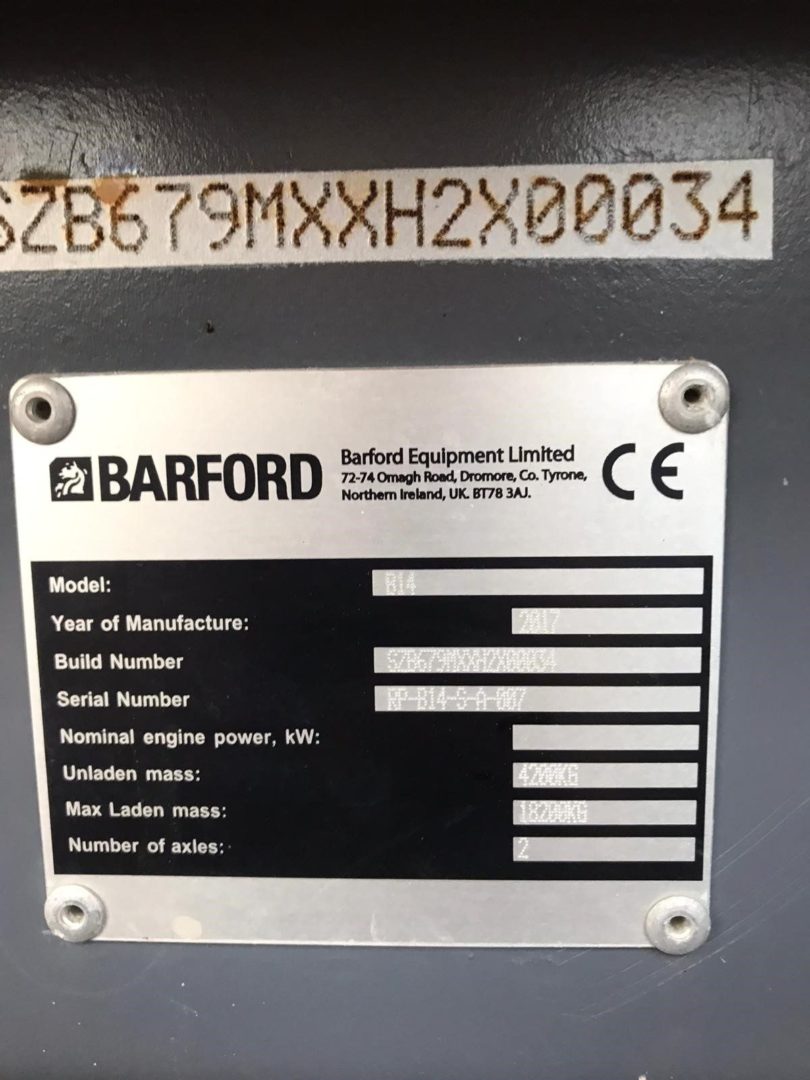 SZB679MXXH2X00034
BARFORD
Barford Equipment Limited
72-74 Omagh Road, Dromore, Co. Tyrone,
Northern Ireland, UK. BT78 3AJ.
CE
Model: B14
Year of Manufacture: 2017
Build Number SZB679MXXH2X00034
Serial Number RP-B14-S-A-007
Nominal engine power, kW:
Unladen mass: 4200KG
Max Laden mass: 18200KG
Number of axles: 2